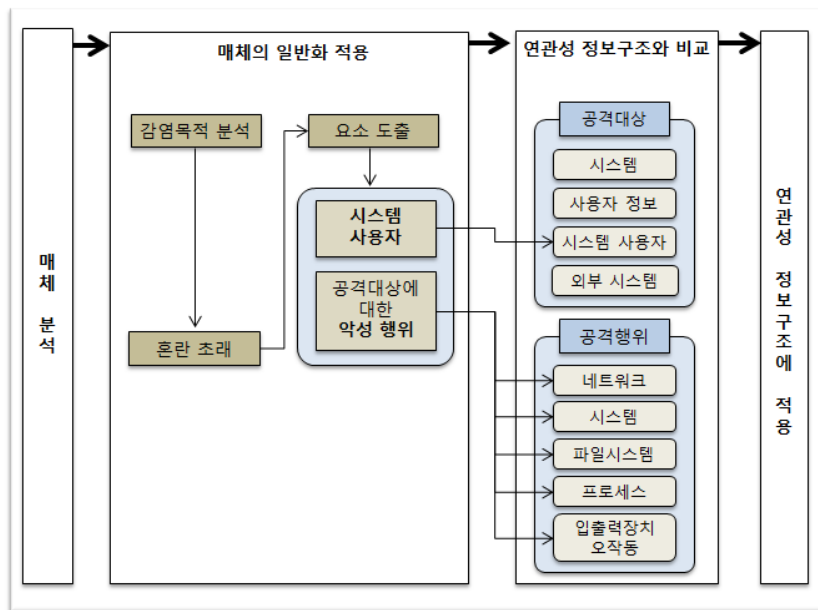 매체 분석
매체의 일반화 적용
감염목적 분석
요소 도출
시스템
사용자
공격대상에
대한
악성 행위
혼란 초래
연관성 정보구조와 비교
공격대상
시스템
사용자 정보
시스템 사용자
외부 시스템
공격행위
네트워크
시스템
파일시스템
프로세스
입출력장치
오작동
연관성 정보구조에 적용